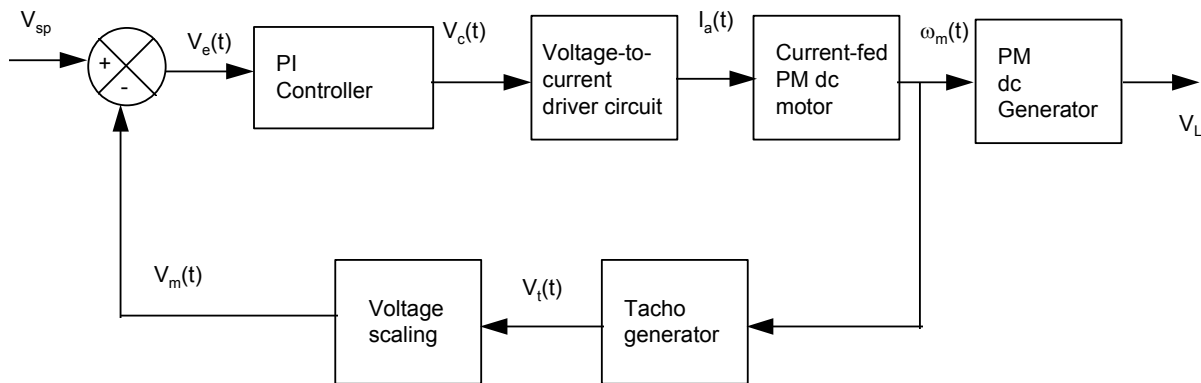 V_sp
+
-
V_e(t)
PI
Controller
V_c(t)
Voltage-to-
current
driver circuit
I_a(t)
Current-fed
PM dc
motor
ω_m(t)
PM
dc
Generator
V_L
V_m(t)
Voltage
scaling
V_t(t)
Tacho
generator